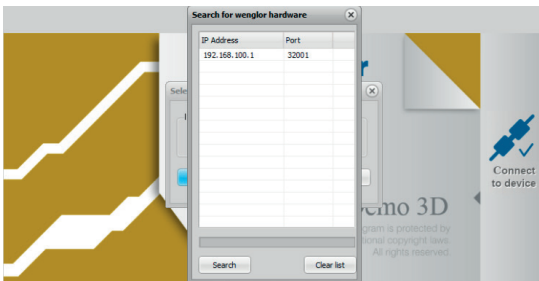 Search for wenglor hardware
IP Address Port
192.168.100.1 32001
Sele
Connect
to device
emo 3D
gram is protected by
ional copyright laws.
All rights reserved.
Search Clear list